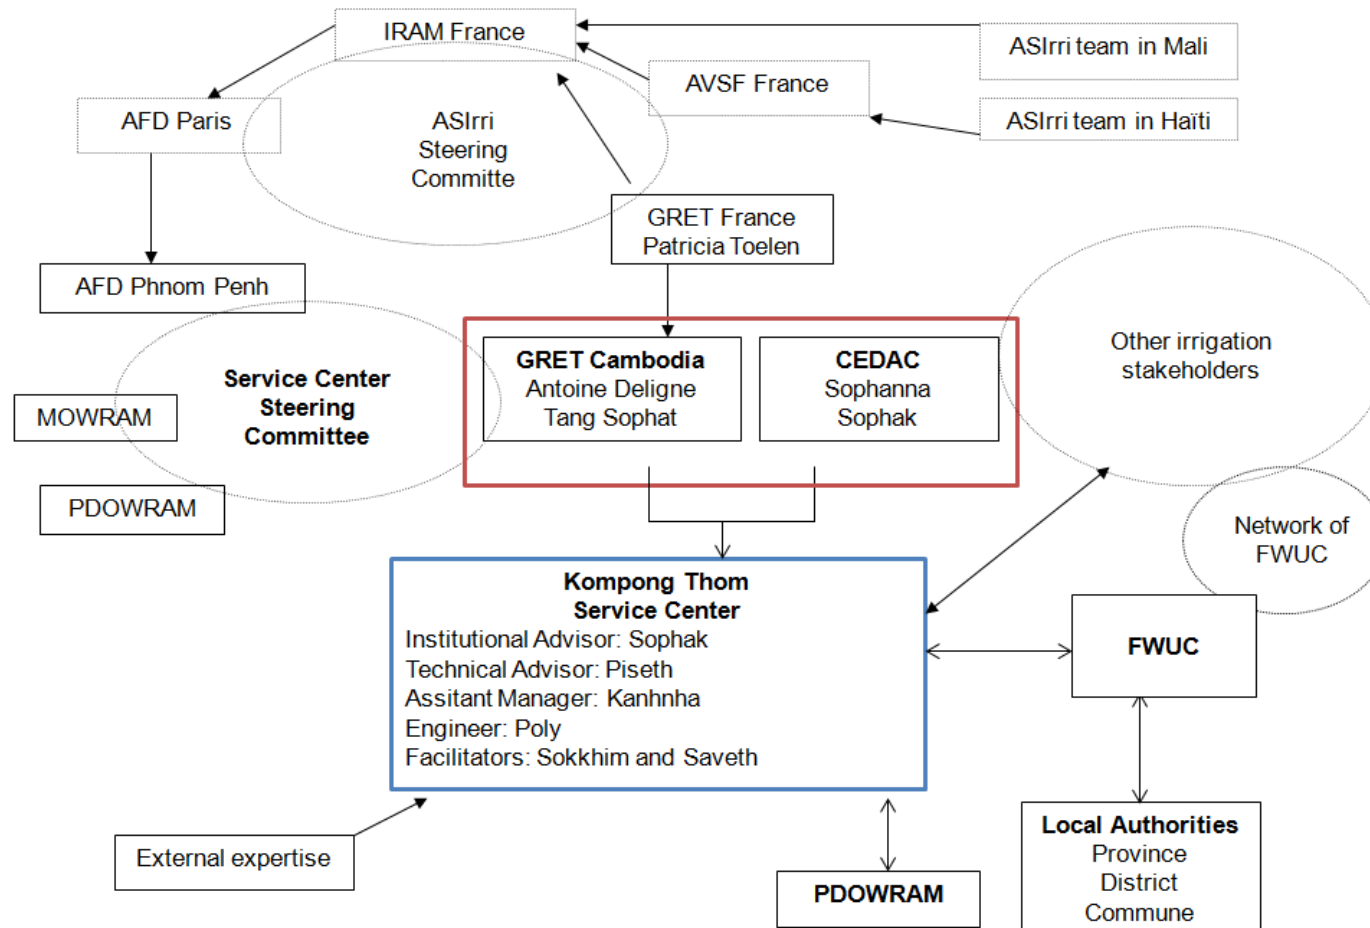 IRAM France
ASIrri team in Mali
AVSF France
AFD Paris
ASIrri team in Haïti
ASIrri
Steering
Committe
GRET France
Patricia Toelen
AFD Phnom Penh
Other irrigation
stakeholders
GRET Cambodia
Antoine Deligne
Tang Sophat
CEDAC
Sophanna
Sophak
Service Center
Steering
Committee
MOWRAM
PDOWRAM
Network of
FWUC
Kompong Thom
Service Center
Institutional Advisor: Sophak
Technical Advisor: Piseth
Assitant Manager: Kanhnha
Engineer: Poly
Facilitators: Sokkhim and Saveth
FWUC
External expertise
PDOWRAM
Local Authorities
Province
District
Commune